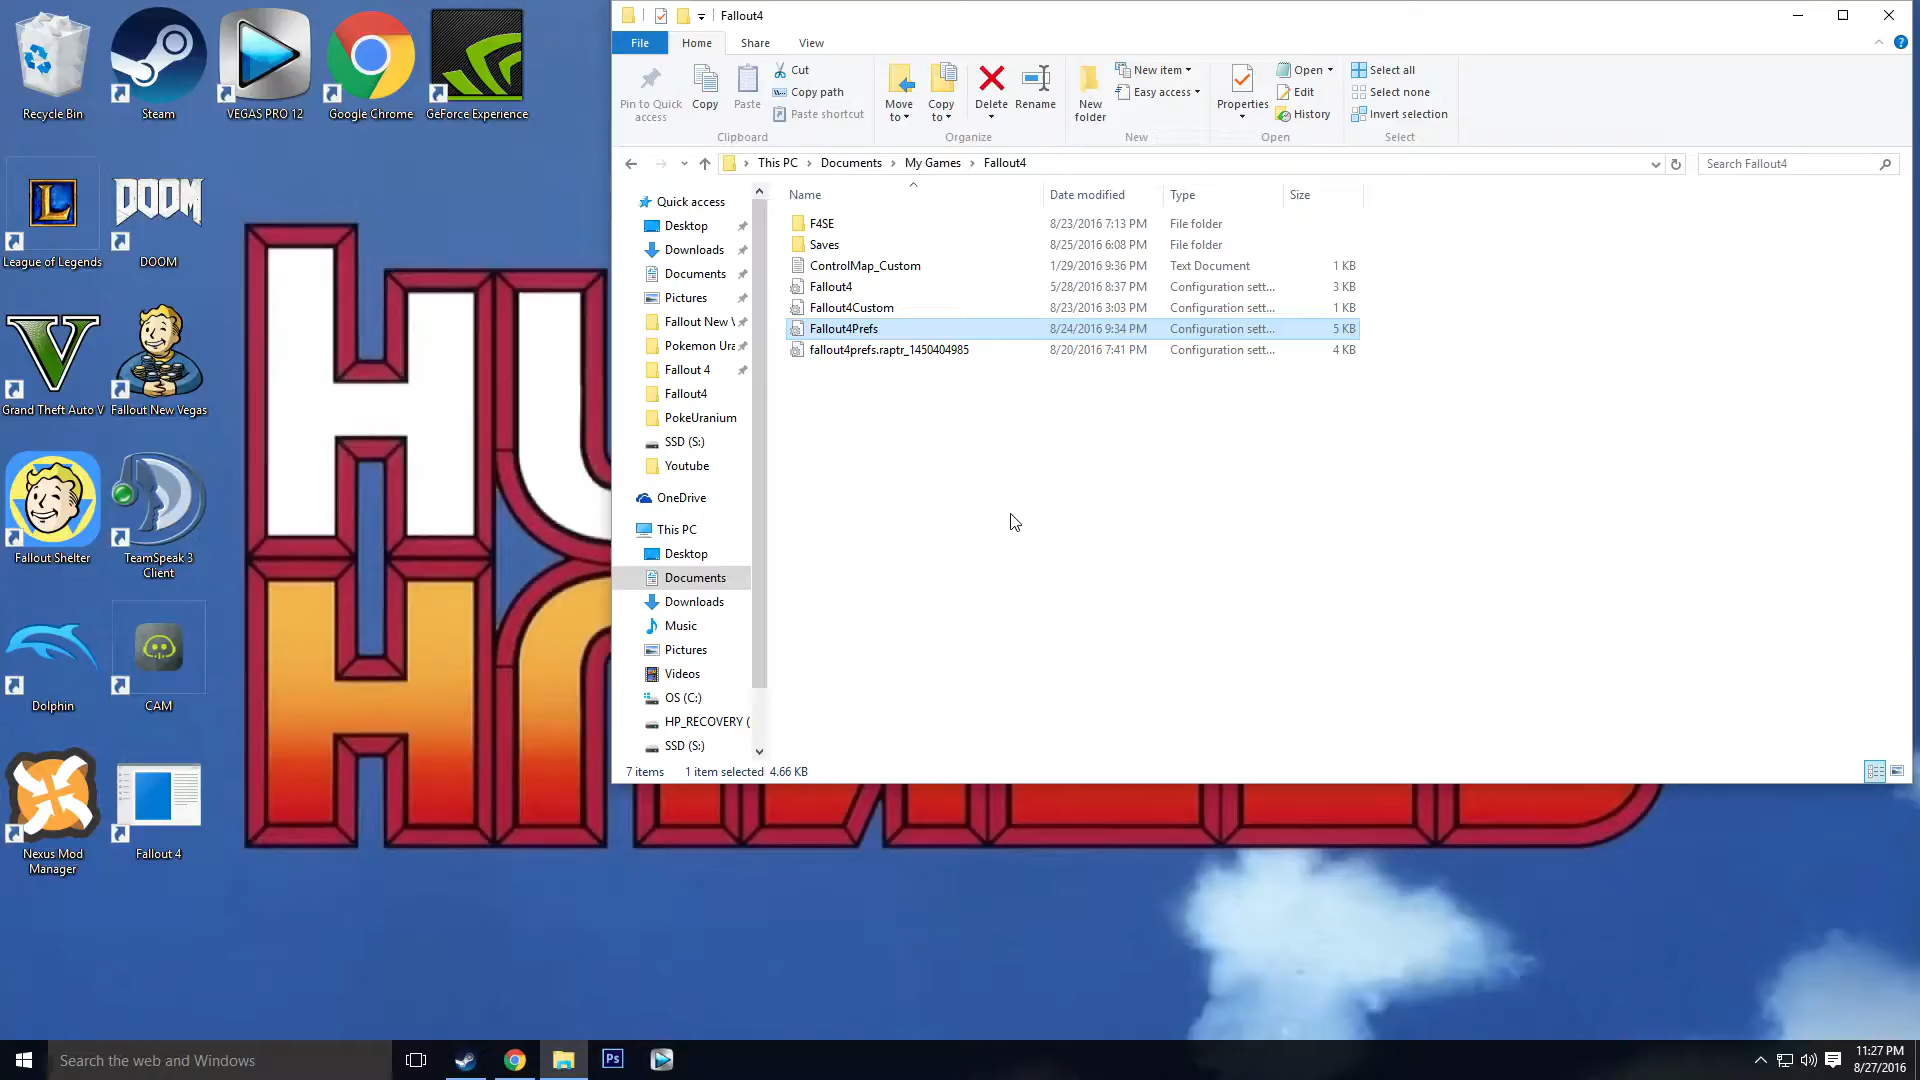 Fallout4
File
Home
Share
View
Pin to Quick access
Copy
Paste
Cut
Copy path
Paste shortcut
Clipboard
Move to
Copy to
Delete
Rename
Organize
New folder
New item
Easy access
New
Properties
Open
Edit
History
Open
Select all
Select none
Invert selection
Select
This PC > Documents > My Games > Fallout4
Search Fallout4
Name
Date modified
Type
Size
F4SE 8/23/2016 7:13 PM File folder
Saves 8/25/2016 6:08 PM File folder
ControlMap_Custom 1/29/2016 9:36 PM Text Document 1 KB
Fallout4 5/28/2016 8:37 PM Configuration sett... 3 KB
Fallout4Custom 8/23/2016 3:03 PM Configuration sett... 1 KB
Fallout4Prefs 8/24/2016 9:34 PM Configuration sett... 5 KB
fallout4prefs.raptr_1450404985 8/20/2016 7:41 PM Configuration sett... 4 KB
Quick access
Desktop
Downloads
Documents
Pictures
Fallout New V
Pokemon Ura
Fallout 4
Fallout4
PokeUranium
SSD (S:)
Youtube
OneDrive
This PC
Desktop
Documents
Downloads
Music
Pictures
Videos
OS (C:)
HP_RECOVERY (
SSD (S:)
7 items 1 item selected 4.66 KB
Recycle Bin
Steam
VEGAS PRO 12
Google Chrome
GeForce Experience
League of Legends
DOOM
DOOM
Grand Theft Auto V
Fallout New Vegas
Fallout Shelter
TeamSpeak 3 Client
Dolphin
CAM
Nexus Mod Manager
Fallout 4
Search the web and Windows
Ps
11:27 PM
8/27/2016